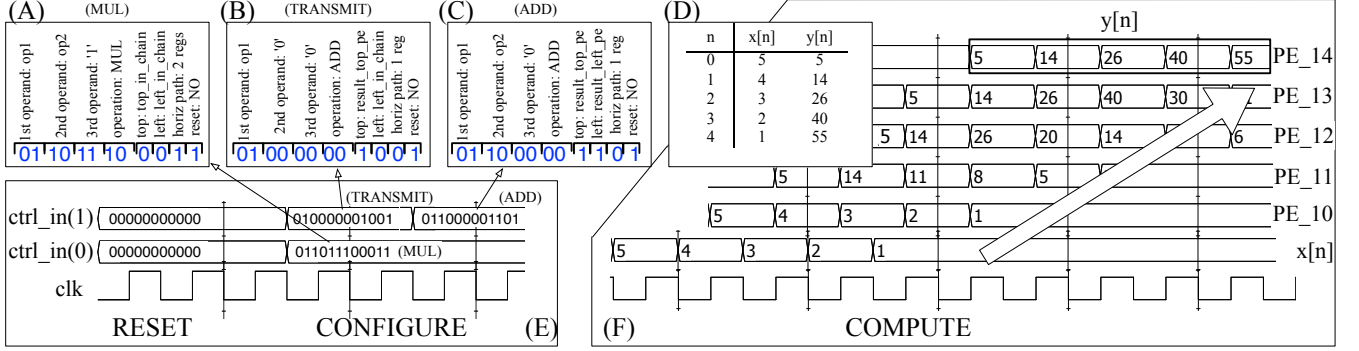 (A)
(MUL)
1st operand: op1
2nd operand: op2
3rd operand: '1'
operation: MUL
top: top_in_chain
left: left_in_chain
horiz path: 2 regs
reset: NO
01 10 11 10 0 0 1 1
(B)
(TRANSMIT)
1st operand: op1
2nd operand: '0'
3rd operand: '0'
operation: ADD
top: result_top_pe
left: left_in_chain
horiz path: 1 reg
reset: NO
01 00 00 00 1 0 0 1
(C)
(ADD)
1st operand: op1
2nd operand: op2
3rd operand: '0'
operation: ADD
top: result_top_pe
left: result_left_pe
horiz path: 1 reg
reset: NO
01 10 00 00 1 1 0 1
(D)
n x[n] y[n]
0 5 5
1 4 14
2 3 26
3 2 40
4 1 55
(TRANSMIT)
(ADD)
ctrl_in(1) 00000000000 010000001001 011000001101
ctrl_in(0) 00000000000 011011100011 (MUL)
clk
RESET CONFIGURE (E)
y[n]
5 14 26 40 55 PE_14
5 14 26 40 30 PE_13
5 14 26 20 14 6 PE_12
5 14 11 8 5 PE_11
5 4 3 2 1 PE_10
5 4 3 2 1 x[n]
(F) COMPUTE